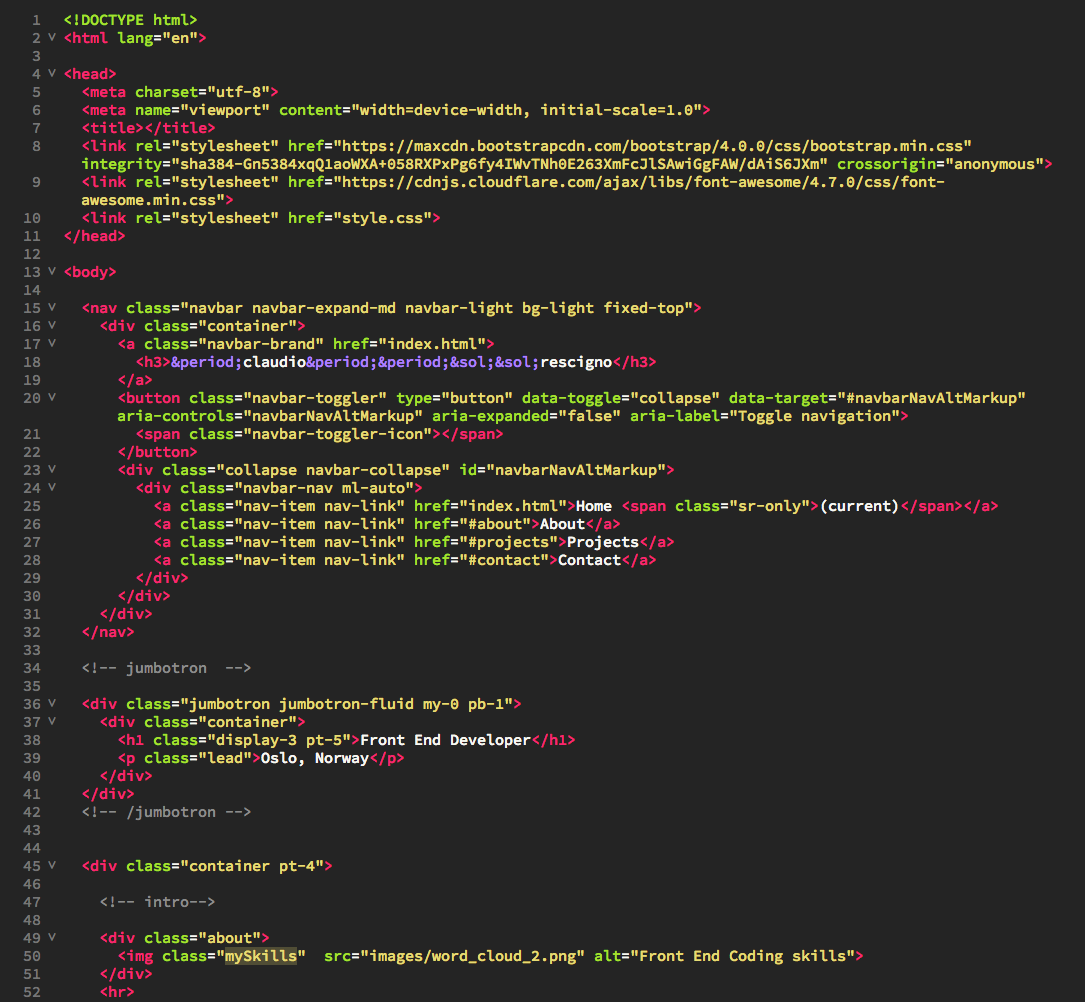 1 <!DOCTYPE html>
2 v <html lang="en">
3
4 v <head>
5 <meta charset="utf-8">
6 <meta name="viewport" content="width=device-width, initial-scale=1.0">
7 <title></title>
8 <link rel="stylesheet" href="https://maxcdn.bootstrapcdn.com/bootstrap/4.0.0/css/bootstrap.min.css"
integrity="sha384-Gn5384xqQ1aoWXA+058RXPxPg6fy4IWvTNh0E263XmFcJlSAwiGgFAW/dAiS6JXm" crossorigin="anonymous">
9 <link rel="stylesheet" href="https://cdnjs.cloudflare.com/ajax/libs/font-awesome/4.7.0/css/font-
awesome.min.css">
10 <link rel="stylesheet" href="style.css">
11 </head>
12
13 v <body>
14
15 v <nav class="navbar navbar-expand-md navbar-light bg-light fixed-top">
16 v <div class="container">
17 v <a class="navbar-brand" href="index.html">
18 <h3>&period;claudio&period;&period;&sol;&sol;rescigno</h3>
19 </a>
20 v <button class="navbar-toggler" type="button" data-toggle="collapse" data-target="#navbarNavAltMarkup"
aria-controls="navbarNavAltMarkup" aria-expanded="false" aria-label="Toggle navigation">
21 <span class="navbar-toggler-icon"></span>
22 </button>
23 v <div class="collapse navbar-collapse" id="navbarNavAltMarkup">
24 v <div class="navbar-nav ml-auto">
25 <a class="nav-item nav-link" href="index.html">Home <span class="sr-only">(current)</span></a>
26 <a class="nav-item nav-link" href="#about">About</a>
27 <a class="nav-item nav-link" href="#projects">Projects</a>
28 <a class="nav-item nav-link" href="#contact">Contact</a>
29 </div>
30 </div>
31 </div>
32 </nav>
33
34 <!-- jumbotron  -->
35
36 v <div class="jumbotron jumbotron-fluid my-0 pb-1">
37 v <div class="container">
38 <h1 class="display-3 pt-5">Front End Developer</h1>
39 <p class="lead">Oslo, Norway</p>
40 </div>
41 </div>
42 <!-- /jumbotron -->
43
44
45 v <div class="container pt-4">
46
47 <!-- intro-->
48
49 v <div class="about">
50 <img class="mySkills"  src="images/word_cloud_2.png" alt="Front End Coding skills">
51 </div>
52 <hr>